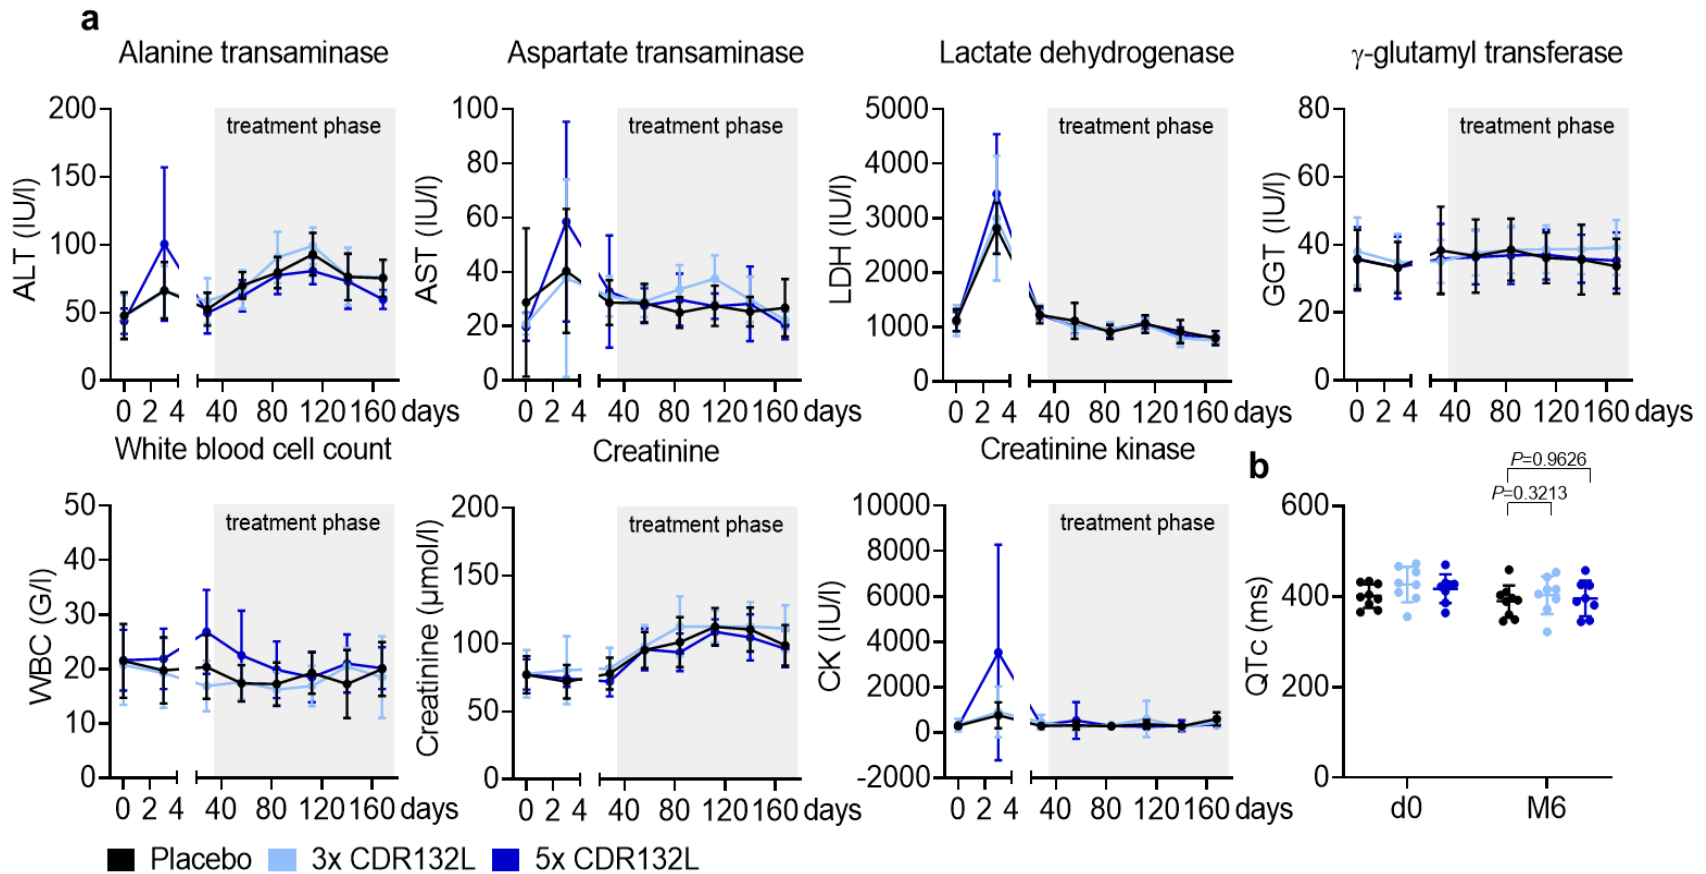 a
Alanine transaminase
Aspartate transaminase
Lactate dehydrogenase
γ-glutamyl transferase
ALT (IU/l)
200
150
100
50
0
treatment phase
0 2 4 40 80 120 160 days
AST (IU/l)
100
80
60
40
20
0
treatment phase
0 2 4 40 80 120 160 days
LDH (IU/l)
5000
4000
3000
2000
1000
0
treatment phase
0 2 4 40 80 120 160 days
GGT (IU/l)
80
60
40
20
0
treatment phase
0 2 4 40 80 120 160 days
White blood cell count
Creatinine
Creatinine kinase
WBC (G/l)
50
40
30
20
10
0
treatment phase
0 2 4 40 80 120 160 days
Creatinine (µmol/l)
200
150
100
50
0
treatment phase
0 2 4 40 80 120 160 days
CK (IU/l)
10000
8000
6000
4000
2000
0
-2000
treatment phase
0 2 4 40 80 120 160 days
b
P=0.9626
P=0.3213
QTc (ms)
600
400
200
0
d0 M6
Placebo 3x CDR132L 5x CDR132L